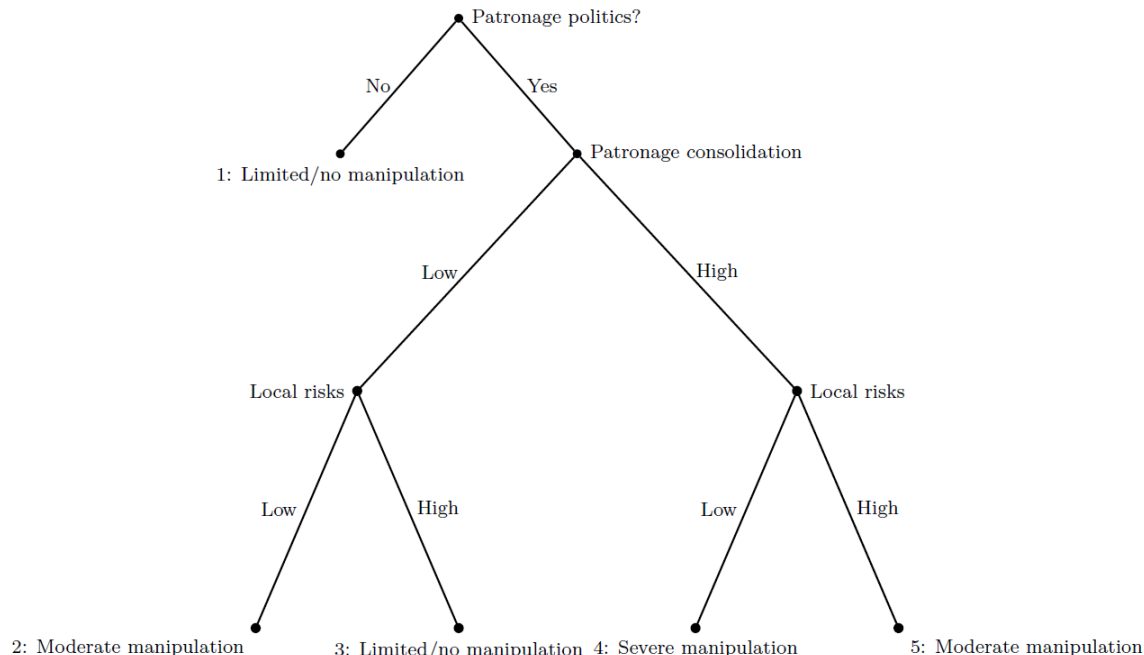 Patronage politics?
No
Yes
1: Limited/no manipulation
Patronage consolidation
Low
High
Local risks
Local risks
Low
High
Low
High
2: Moderate manipulation
3: Limited/no manipulation
4: Severe manipulation
5: Moderate manipulation